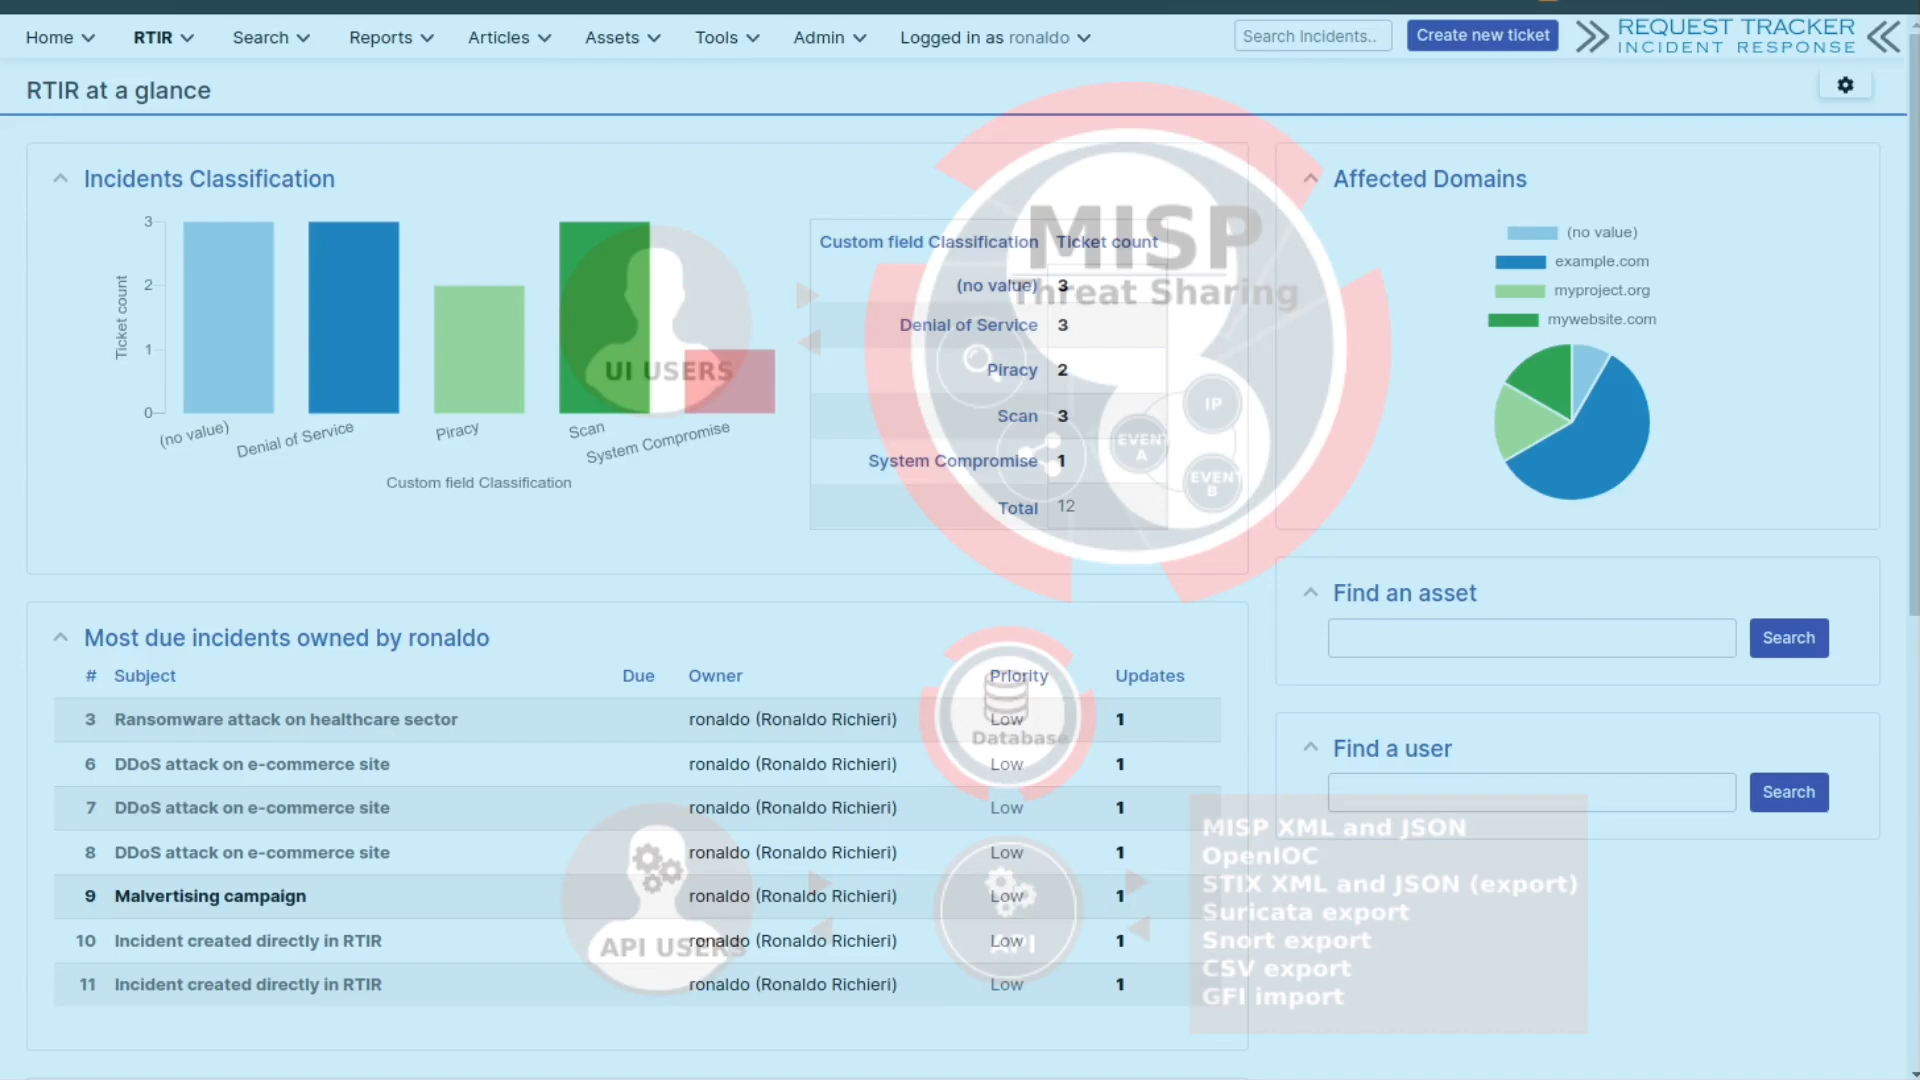 Home
RTIR
Search
Reports
Articles
Assets
Tools
Admin
Logged in as ronaldo
Search Incidents..
Create new ticket
REQUEST TRACKER
INCIDENT RESPONSE
RTIR at a glance
Incidents Classification
3
2
1
0
Ticket count
(no value)
Denial of Service
Piracy
Scan
System Compromise
Custom field Classification
UI USERS
Custom field Classification Ticket count
(no value) 3
Denial of Service 3
Piracy 2
Scan 3
System Compromise 1
Total 12
MISP
Threat Sharing
IP
EVENT
A
EVENT
B
Affected Domains
(no value)
example.com
myproject.org
mywebsite.com
Find an asset
Search
Find a user
Search
Most due incidents owned by ronaldo
# Subject Due Owner Priority Updates
3 Ransomware attack on healthcare sector ronaldo (Ronaldo Richieri) Low 1
6 DDoS attack on e-commerce site ronaldo (Ronaldo Richieri) Low 1
7 DDoS attack on e-commerce site ronaldo (Ronaldo Richieri) Low 1
8 DDoS attack on e-commerce site ronaldo (Ronaldo Richieri) Low 1
9 Malvertising campaign ronaldo (Ronaldo Richieri) Low 1
10 Incident created directly in RTIR ronaldo (Ronaldo Richieri) Low 1
11 Incident created directly in RTIR ronaldo (Ronaldo Richieri) Low 1
Database
API USERS
API
MISP XML and JSON
OpenIOC
STIX XML and JSON (export)
Suricata export
Snort export
CSV export
GFI import